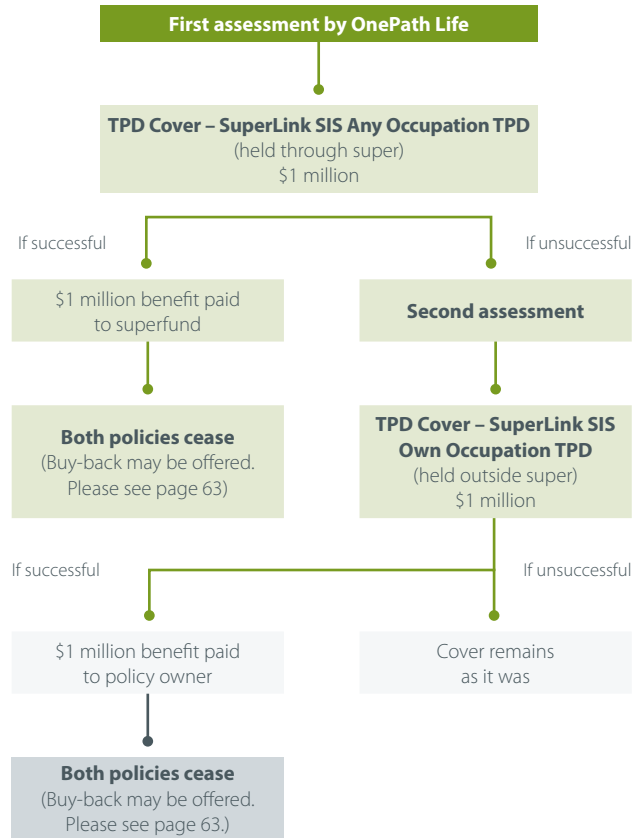 First assessment by OnePath Life
TPD Cover – SuperLink SIS Any Occupation TPD
(held through super)
$1 million
If successful
If unsuccessful
$1 million benefit paid
to superfund
Second assessment
Both policies cease
(Buy-back may be offered.
Please see page 63)
TPD Cover – SuperLink SIS
Own Occupation TPD
(held outside super)
$1 million
If successful
If unsuccessful
$1 million benefit paid
to policy owner
Cover remains
as it was
Both policies cease
(Buy-back may be offered.
Please see page 63.)